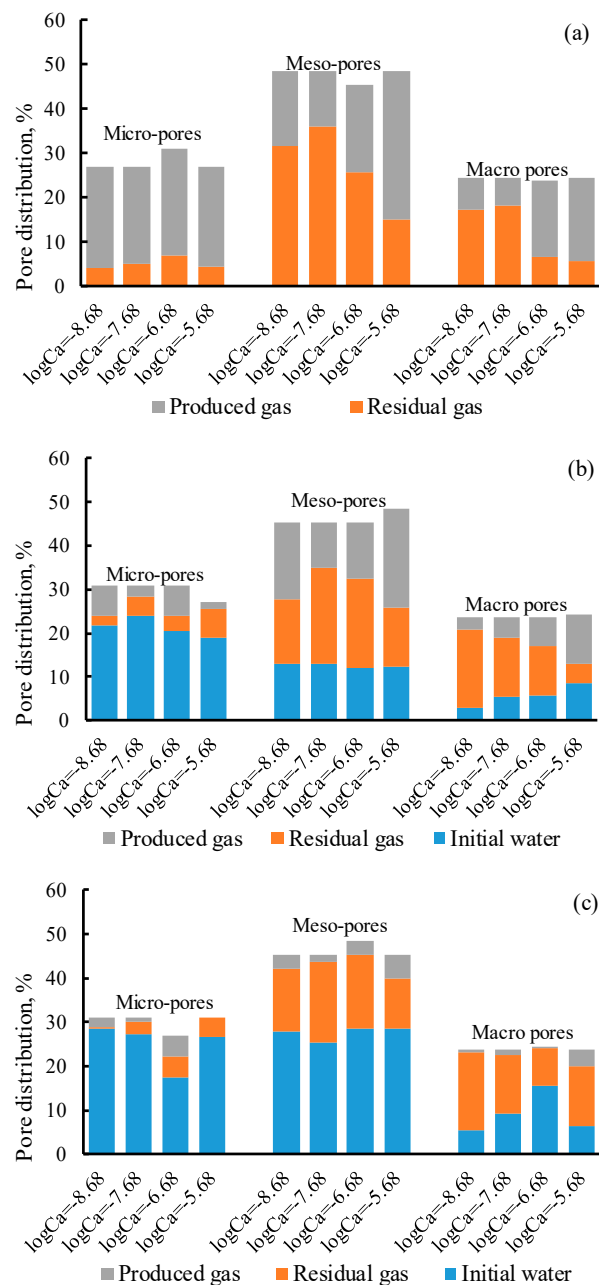 (a)
Pore distribution, %
60
50
40
30
20
10
0
Micro-pores
Meso-pores
Macro pores
logCa=-8.68
logCa=-7.68
logCa=-6.68
logCa=-5.68
logCa=-8.68
logCa=-7.68
logCa=-6.68
logCa=-5.68
logCa=-8.68
logCa=-7.68
logCa=-6.68
logCa=-5.68
Produced gas Residual gas
(b)
Pore distribution, %
60
50
40
30
20
10
0
Micro-pores
Meso-pores
Macro pores
logCa=-8.68
logCa=-7.68
logCa=-6.68
logCa=-5.68
logCa=-8.68
logCa=-7.68
logCa=-6.68
logCa=-5.68
logCa=-8.68
logCa=-7.68
logCa=-6.68
logCa=-5.68
Produced gas Residual gas Initial water
(c)
Pore distribution, %
60
50
40
30
20
10
0
Micro-pores
Meso-pores
Macro pores
logCa=-8.68
logCa=-7.68
logCa=-6.68
logCa=-5.68
logCa=-8.68
logCa=-7.68
logCa=-6.68
logCa=-5.68
logCa=-8.68
logCa=-7.68
logCa=-6.68
logCa=-5.68
Produced gas Residual gas Initial water